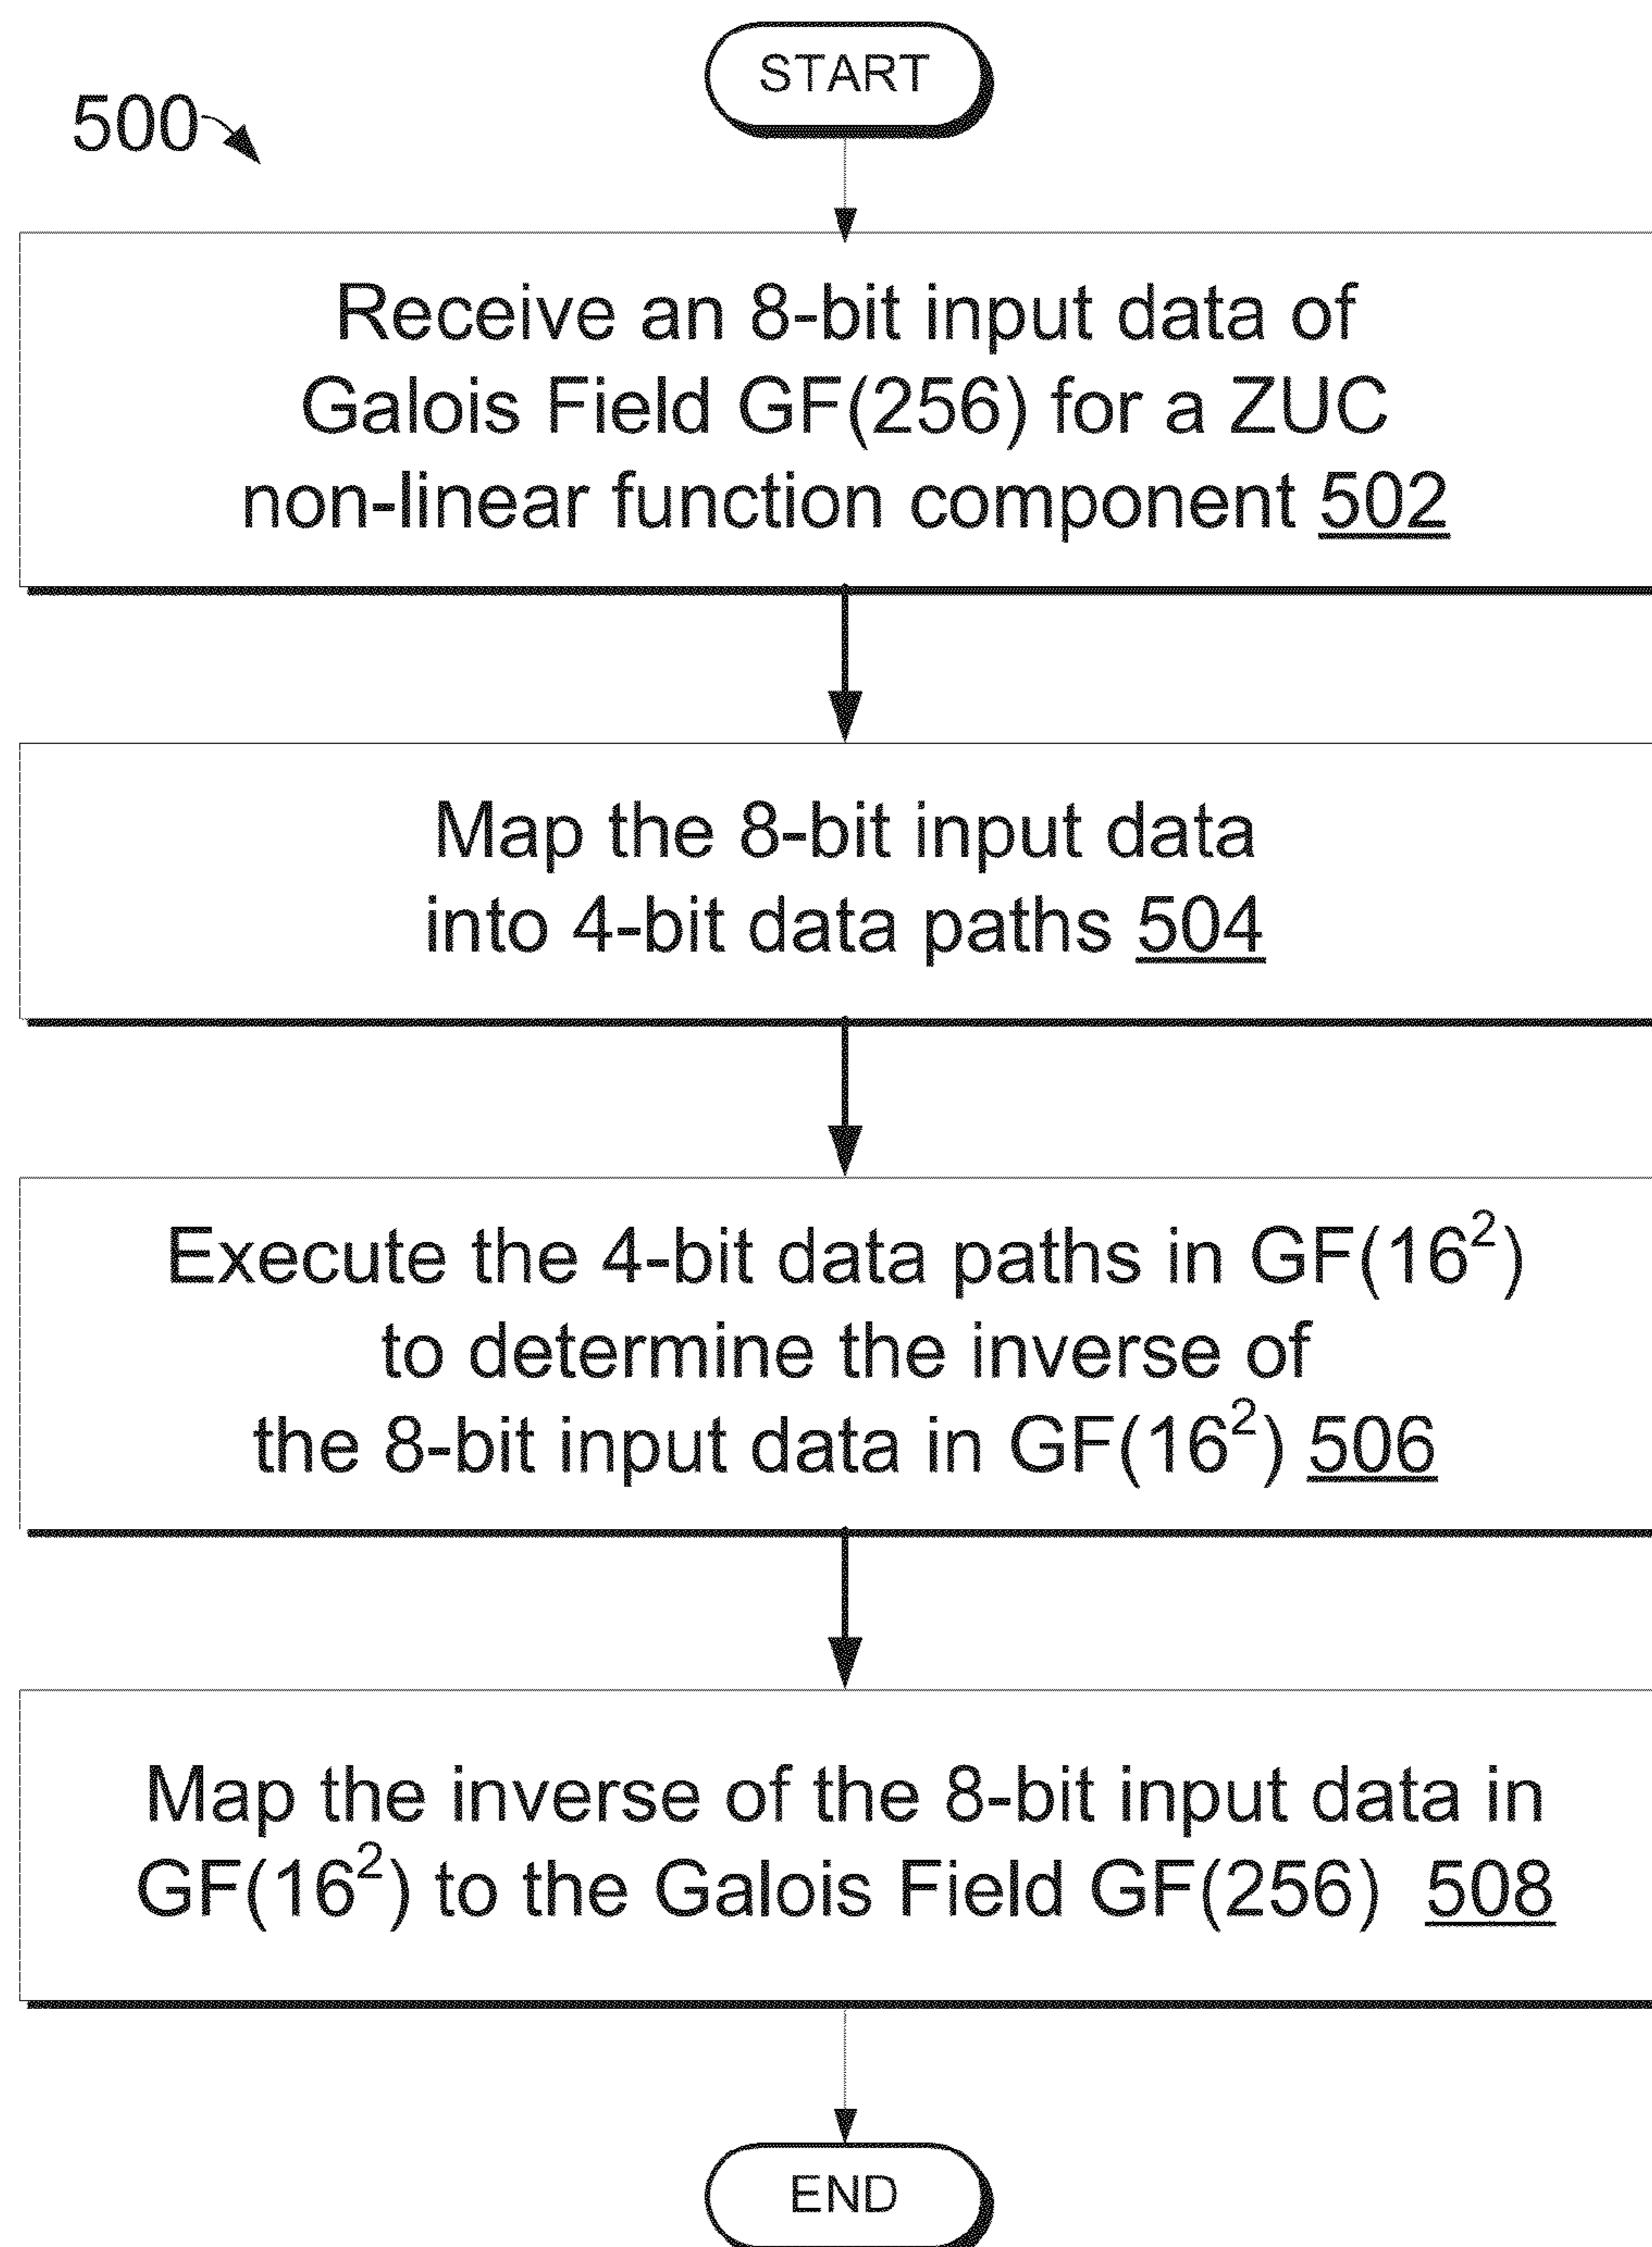 START
500
Receive an 8-bit input data of
Galois Field GF(256) for a ZUC
non-linear function component 502
Map the 8-bit input data
into 4-bit data paths 504
Execute the 4-bit data paths in GF(16²)
to determine the inverse of
the 8-bit input data in GF(16²) 506
Map the inverse of the 8-bit input data in
GF(16²) to the Galois Field GF(256) 508
END